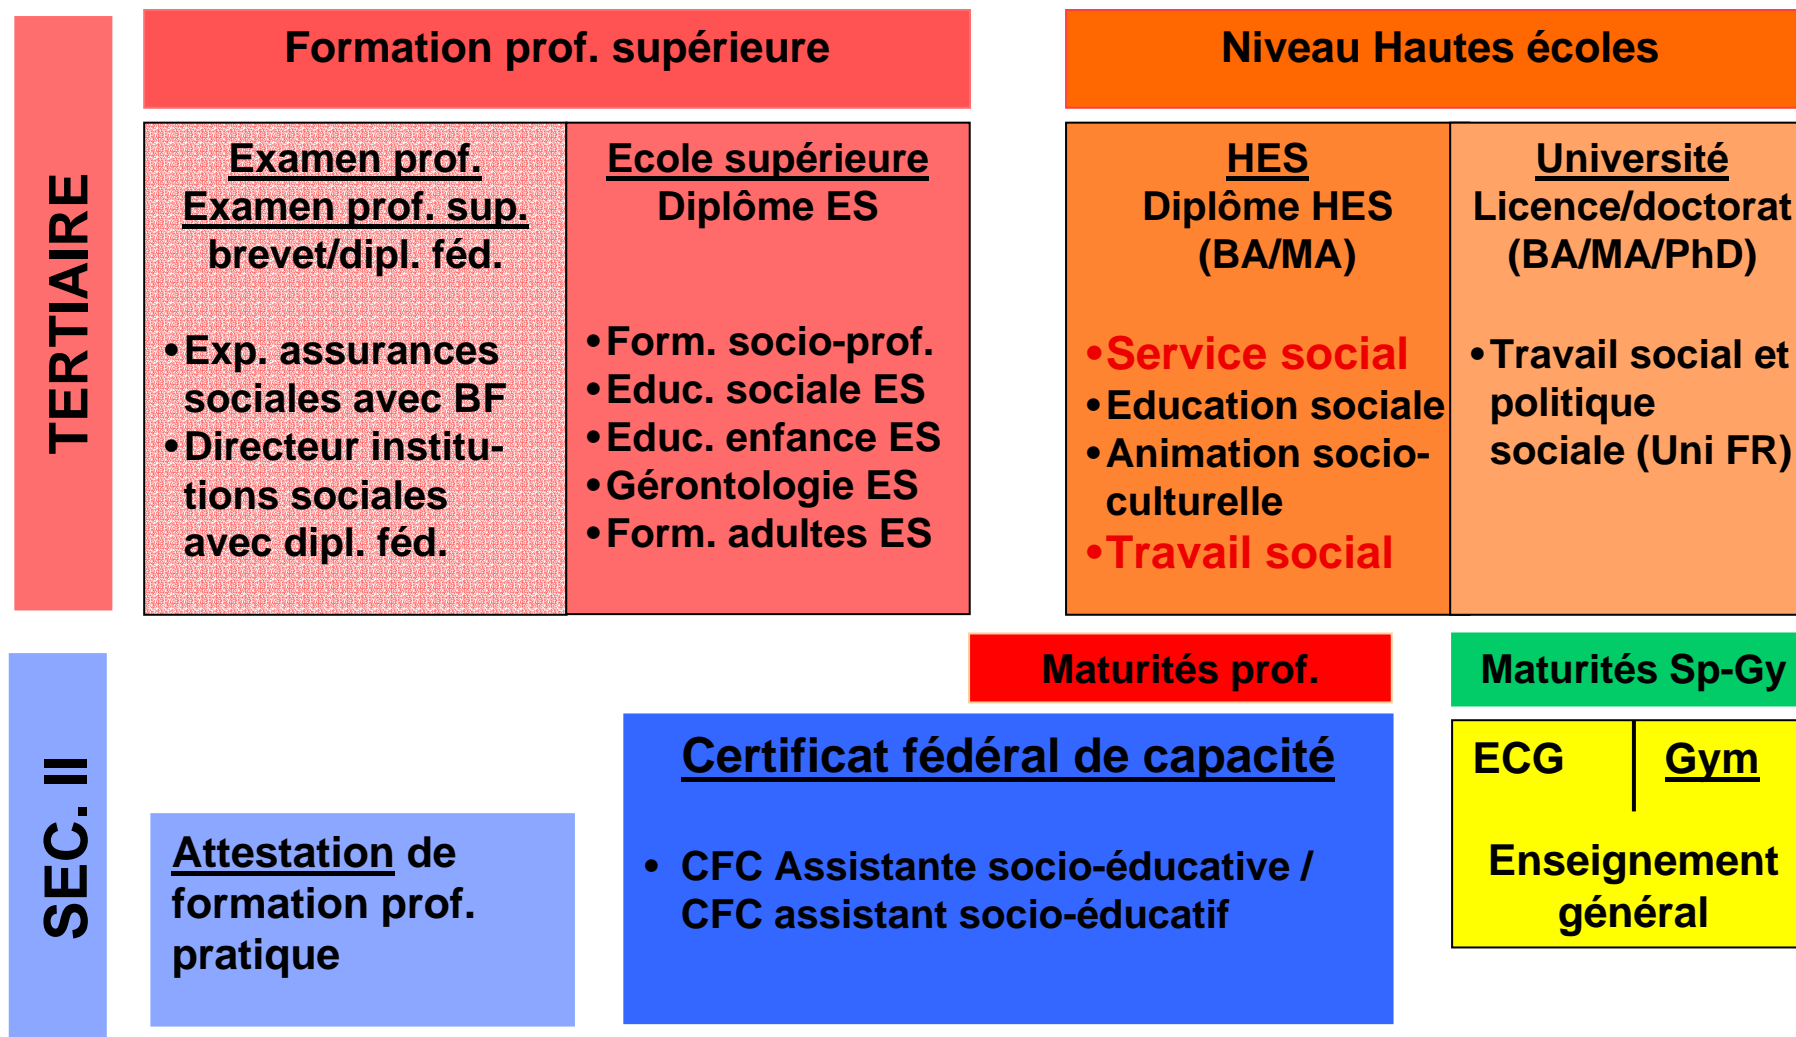 TERTIAIRE
Formation prof. supérieure
Niveau Hautes écoles
Examen prof.
Examen prof. sup.
brevet/dipl. féd.
•Exp. assurances
sociales avec BF
•Directeur institu-
tions sociales
avec dipl. féd.
Ecole supérieure
Diplôme ES
•Form. socio-prof.
•Educ. sociale ES
•Educ. enfance ES
•Gérontologie ES
•Form. adultes ES
HES
Diplôme HES
(BA/MA)
•Service social
•Education sociale
•Animation socio-
culturelle
•Travail social
Université
Licence/doctorat
(BA/MA/PhD)
•Travail social et
politique
sociale (Uni FR)
SEC. II
Maturités prof.
Maturités Sp-Gy
Attestation de
formation prof.
pratique
Certificat fédéral de capacité
• CFC Assistante socio-éducative /
CFC assistant socio-éducatif
ECG
Gym
Enseignement
général